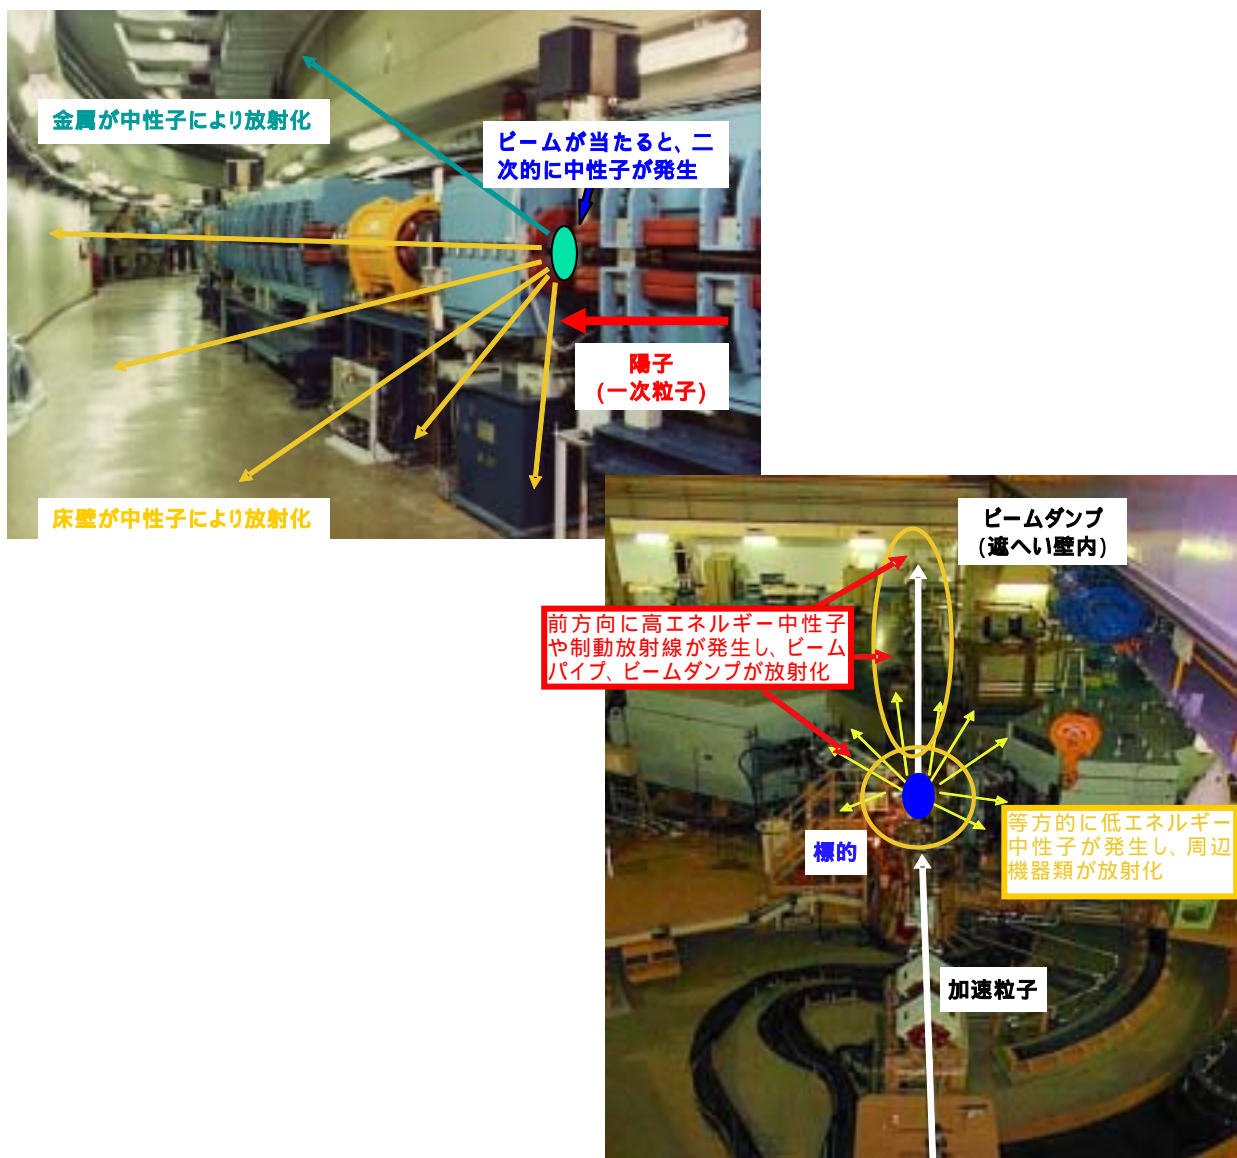 金属が中性子により放射化
ビームが当たると、二
次的に中性子が発生
陽子
(一次粒子)
床壁が中性子により放射化
ビームダンプ
(遮へい壁内)
前方向に高エネルギー中性子
や制動放射線が発生し、ビーム
パイプ、ビームダンプが放射化
標的
等方的に低エネルギー
中性子が発生し、周辺
機器類が放射化
加速粒子